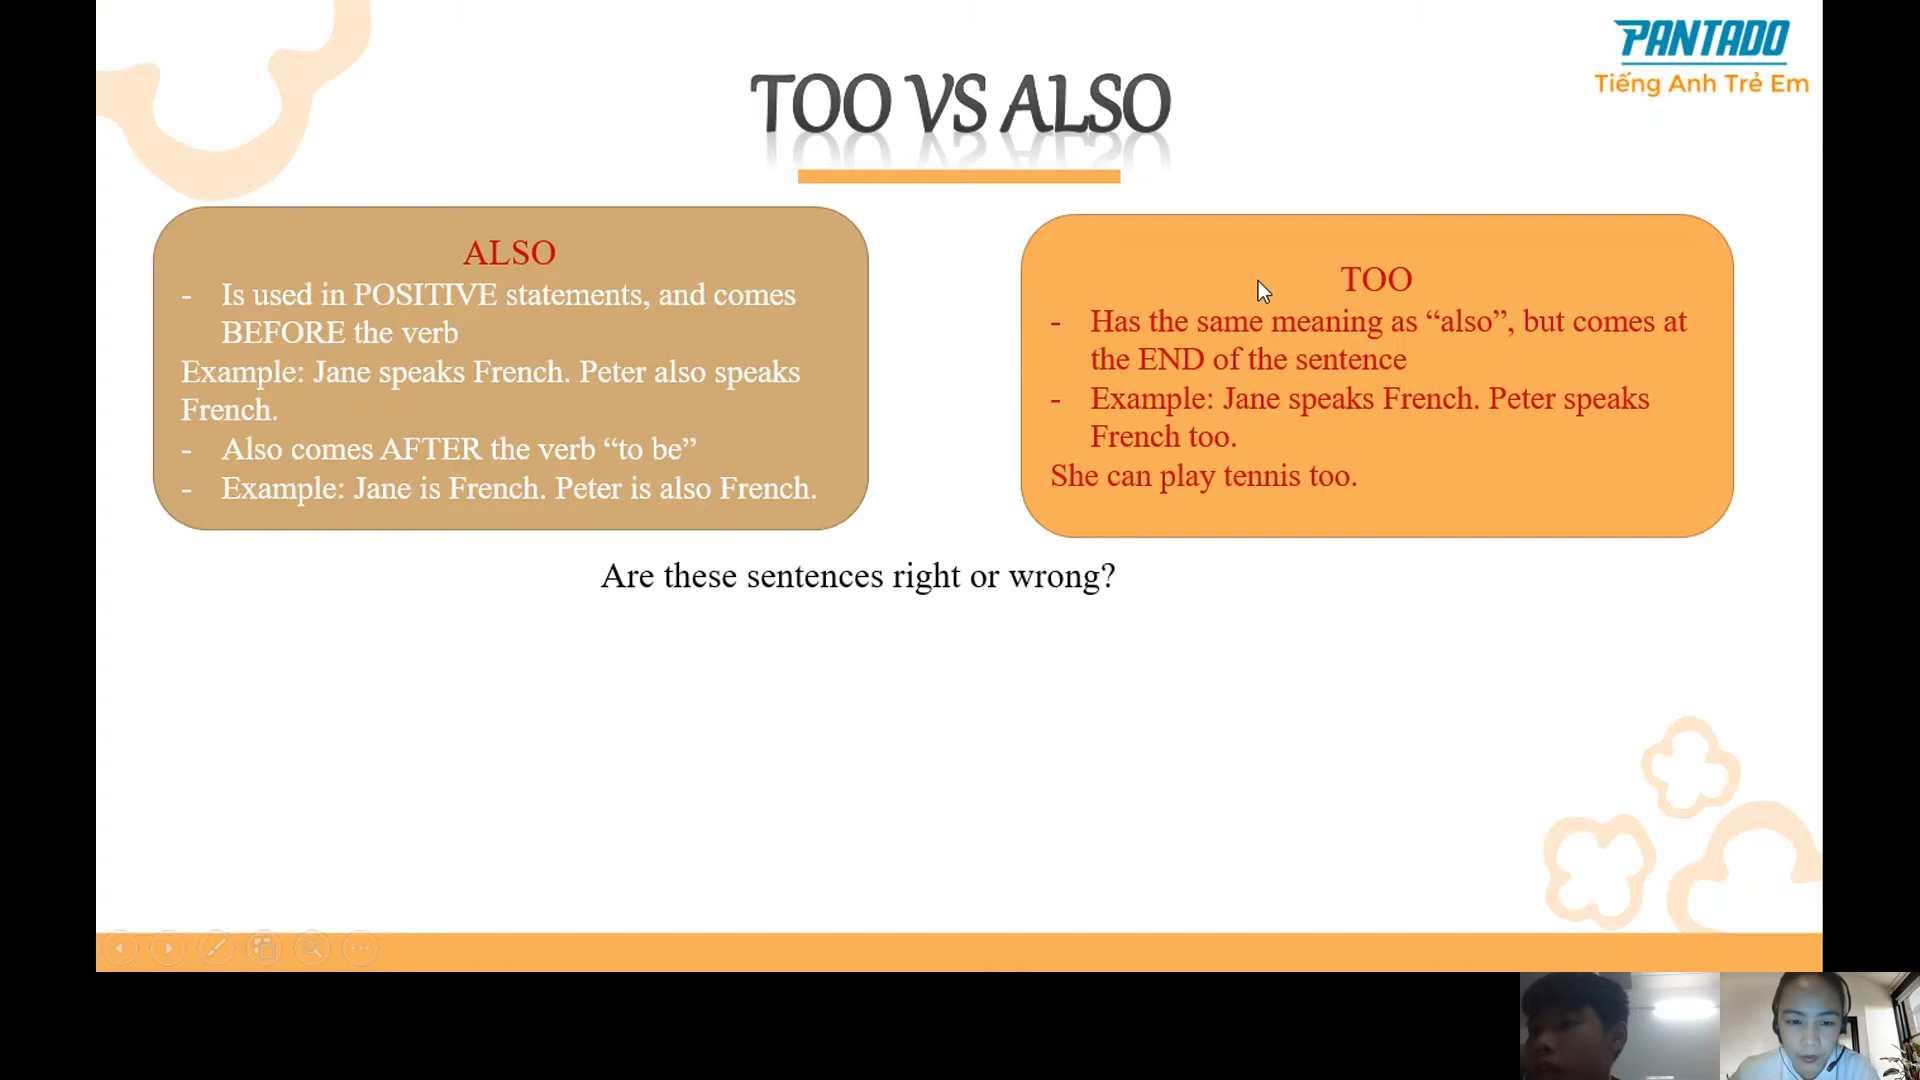 PANTADO
Tiếng Anh Trẻ Em
TOO VS ALSO
ALSO
- Is used in POSITIVE statements, and comes
BEFORE the verb
Example: Jane speaks French. Peter also speaks
French.
- Also comes AFTER the verb “to be”
- Example: Jane is French. Peter is also French.
TOO
- Has the same meaning as “also”, but comes at
the END of the sentence
- Example: Jane speaks French. Peter speaks
French too.
She can play tennis too.
Are these sentences right or wrong?